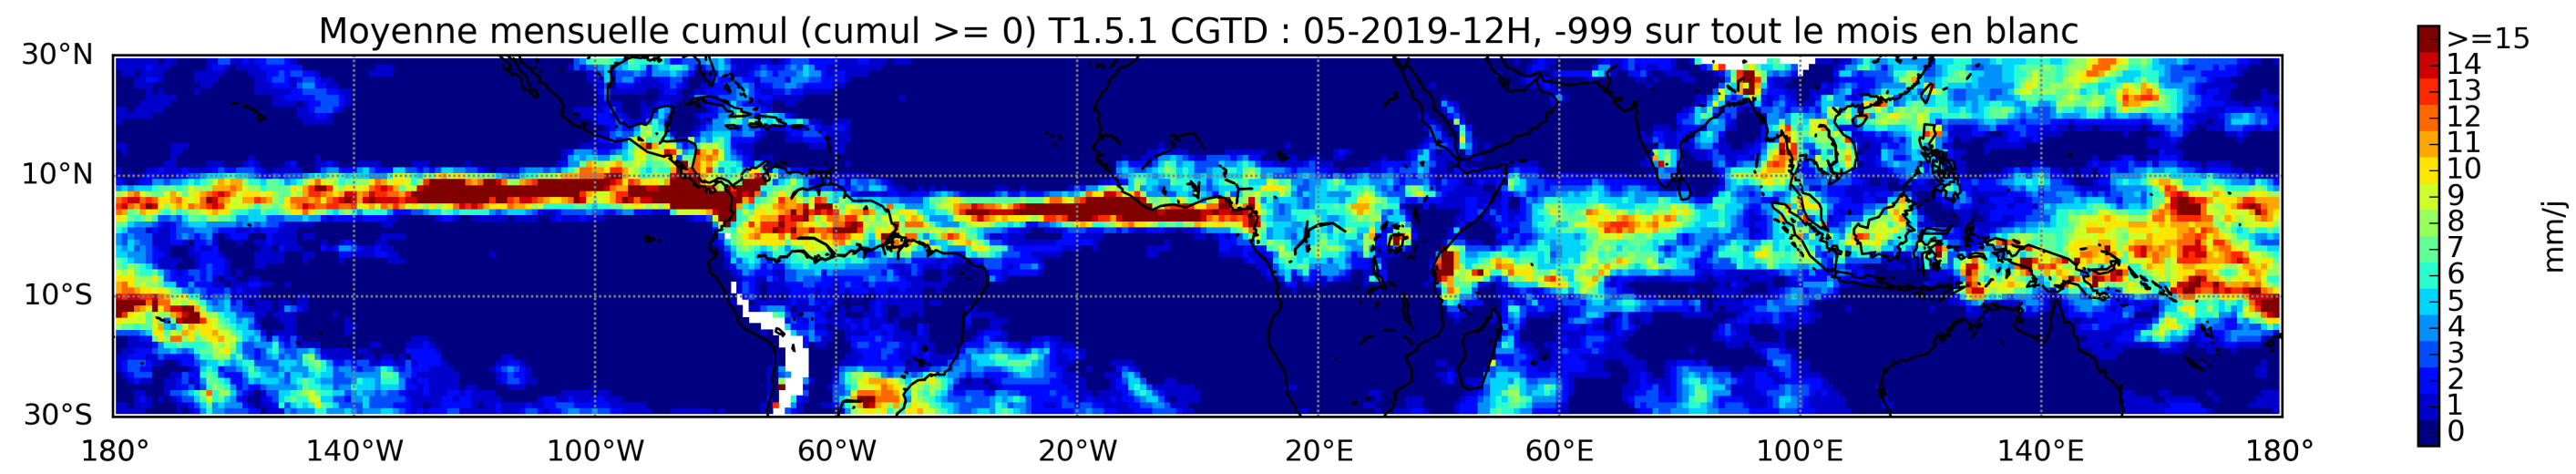 Moyenne mensuelle cumul (cumul >= 0) T1.5.1 CGTD : 05-2019-12H, -999 sur tout le mois en blanc
30°N
10°N
10°S
30°S
180°
140°W
100°W
60°W
20°W
20°E
60°E
100°E
140°E
180°
>=15
14
13
12
11
10
9
8
7
6
5
4
3
2
1
0
mm/j